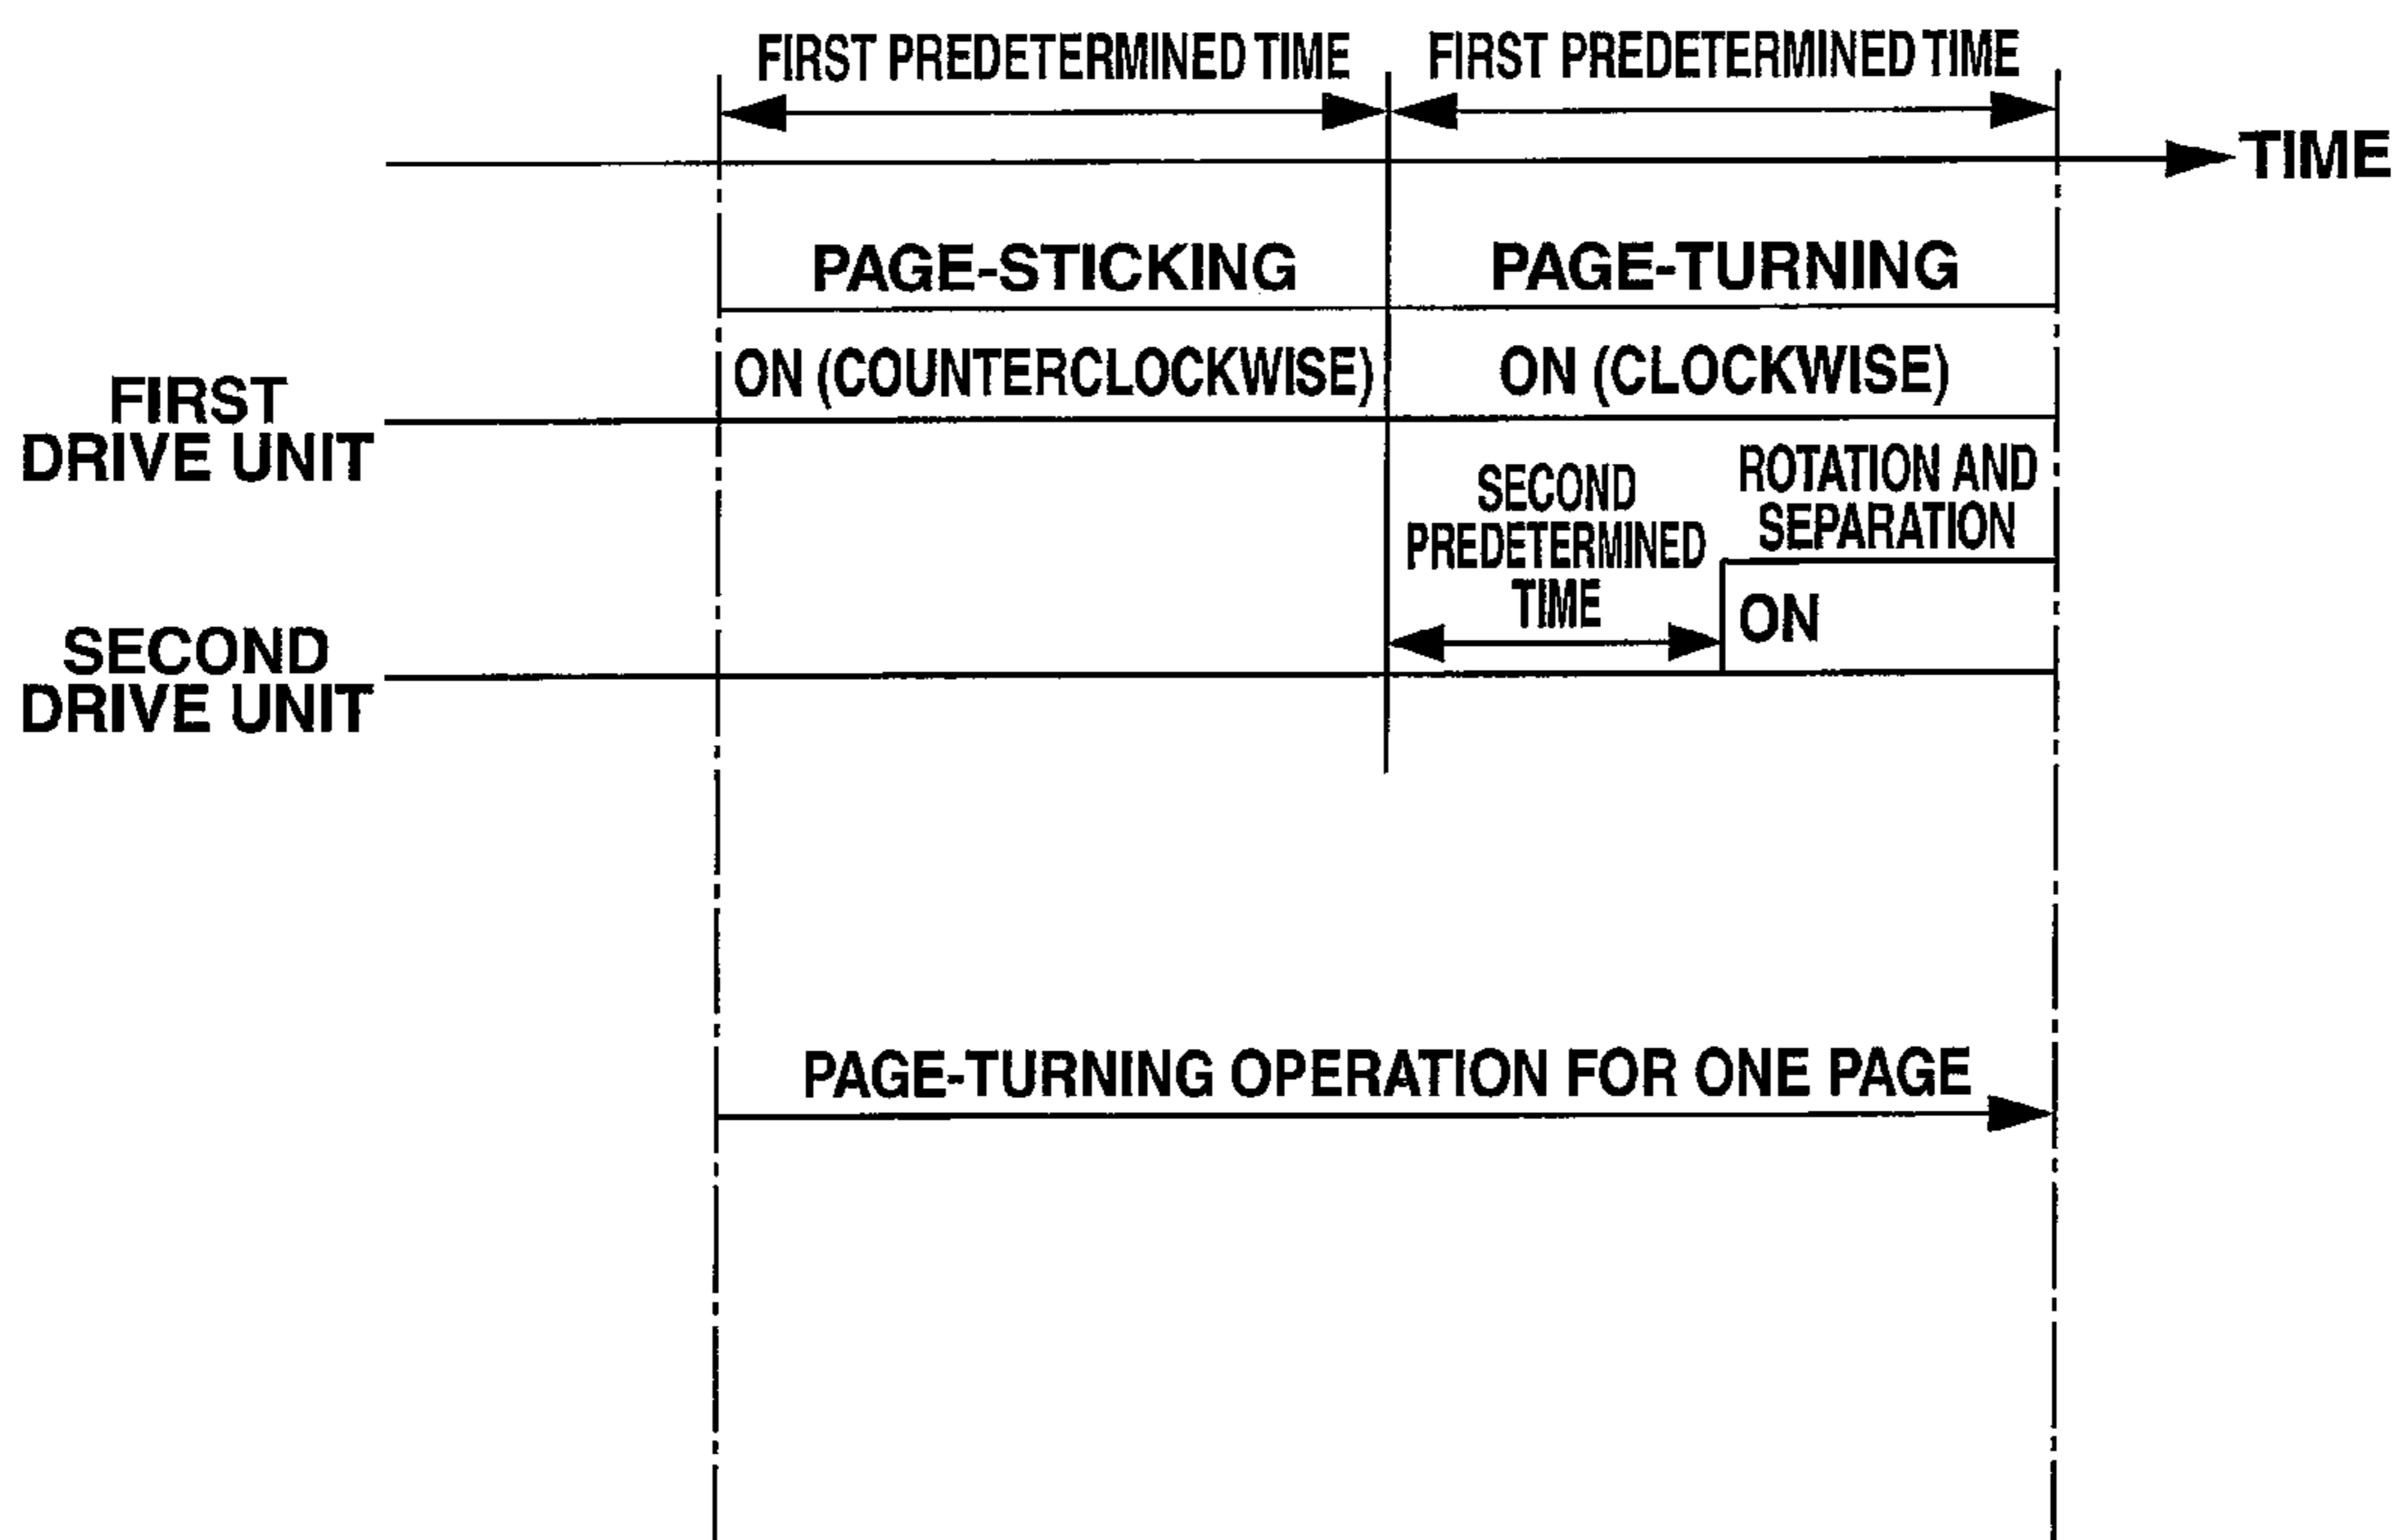 FIRST PREDETERMINED TIME
FIRST PREDETERMINED TIME
TIME
PAGE-STICKING
PAGE-TURNING
ON (COUNTERCLOCKWISE)
ON (CLOCKWISE)
FIRST
DRIVE UNIT
SECOND
PREDETERMINED
TIME
ROTATION AND
SEPARATION
ON
SECOND
DRIVE UNIT
PAGE-TURNING OPERATION FOR ONE PAGE